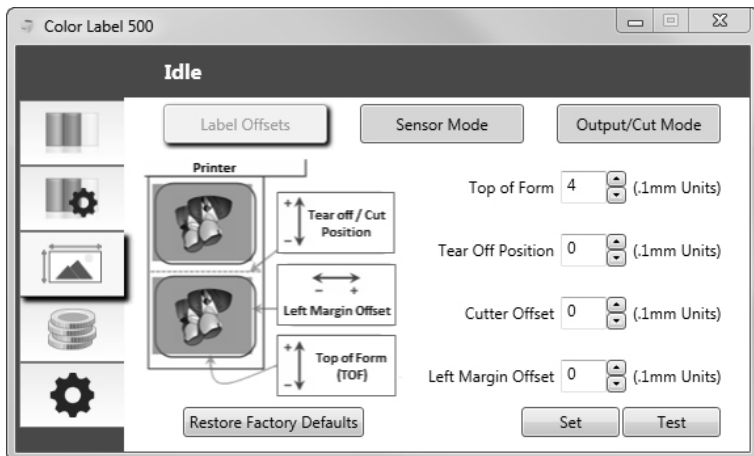 Color Label 500
Idle
Label Offsets
Sensor Mode
Output/Cut Mode
Printer
+
Tear off / Cut
Position
−
− +
Left Margin Offset
+
Top of Form
(TOF)
−
Top of Form 4 (.1mm Units)
Tear Off Position 0 (.1mm Units)
Cutter Offset 0 (.1mm Units)
Left Margin Offset 0 (.1mm Units)
Restore Factory Defaults
Set
Test